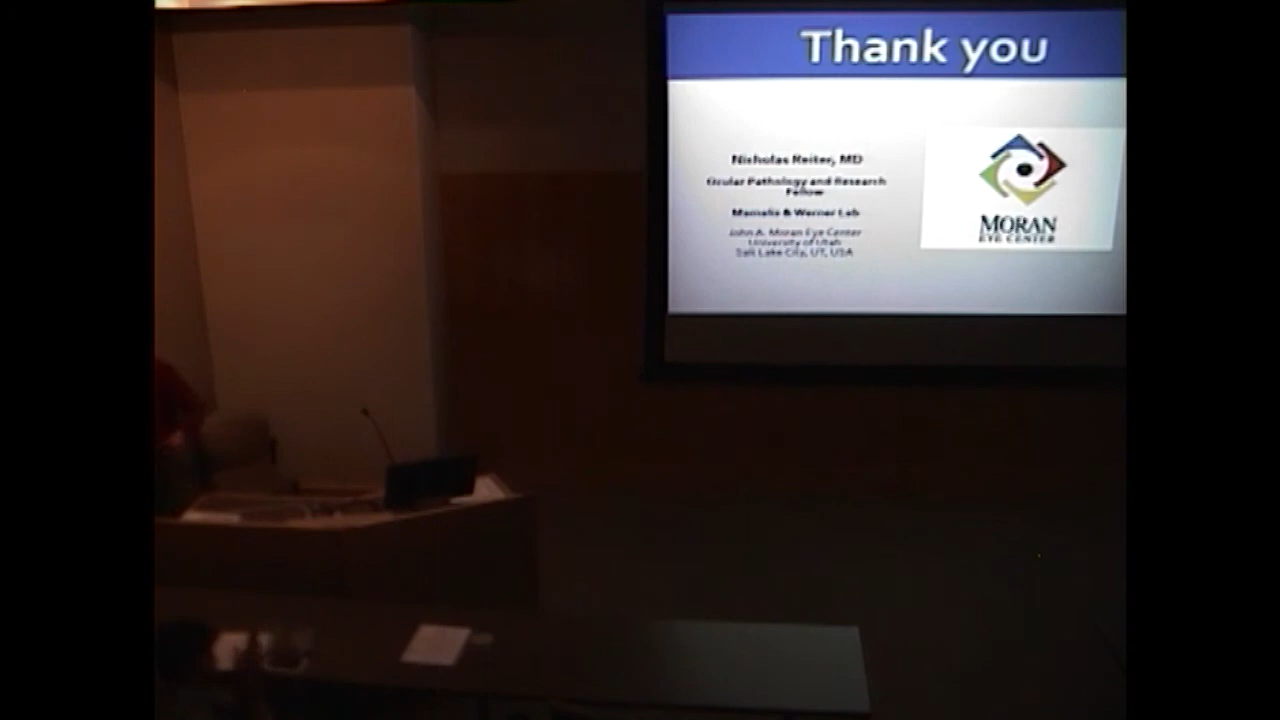 Thank you
Nicholas Reiter, MD
Ocular Pathology and Research
Fellow
Mamalis & Werner Lab
John A. Moran Eye Center
University of Utah
Salt Lake City, UT, USA
MORAN
EYE CENTER